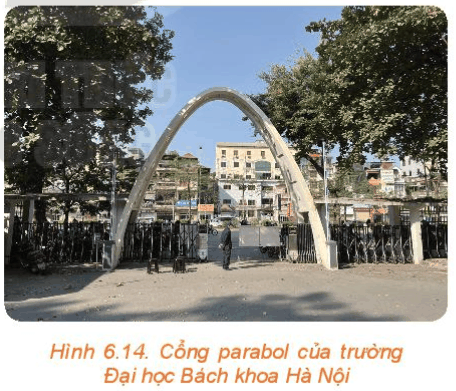 Hình 6.14. Cổng parabol của trường
Đại học Bách khoa Hà Nội